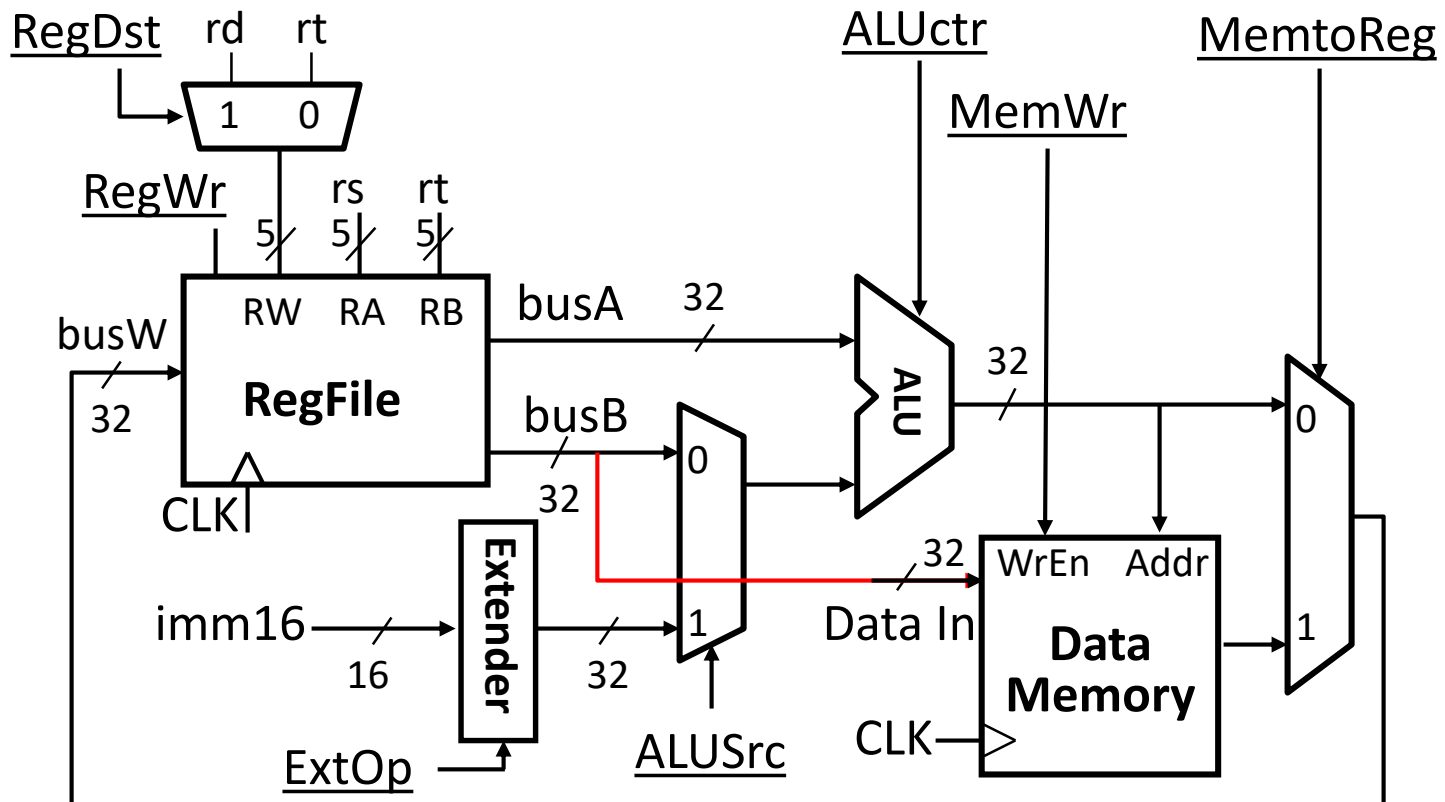 RegDst rd rt ALUctr MemtoReg
1 0 MemWr
RegWr rs rt
5 5 5
RW RA RB busA 32
busW 32
32 RegFile busB ALU 0
0
CLK 32
32 WrEn Addr
imm16 Extender 1 Data In 1
16 32 Data
Memory
CLK
ExtOp ALUSrc